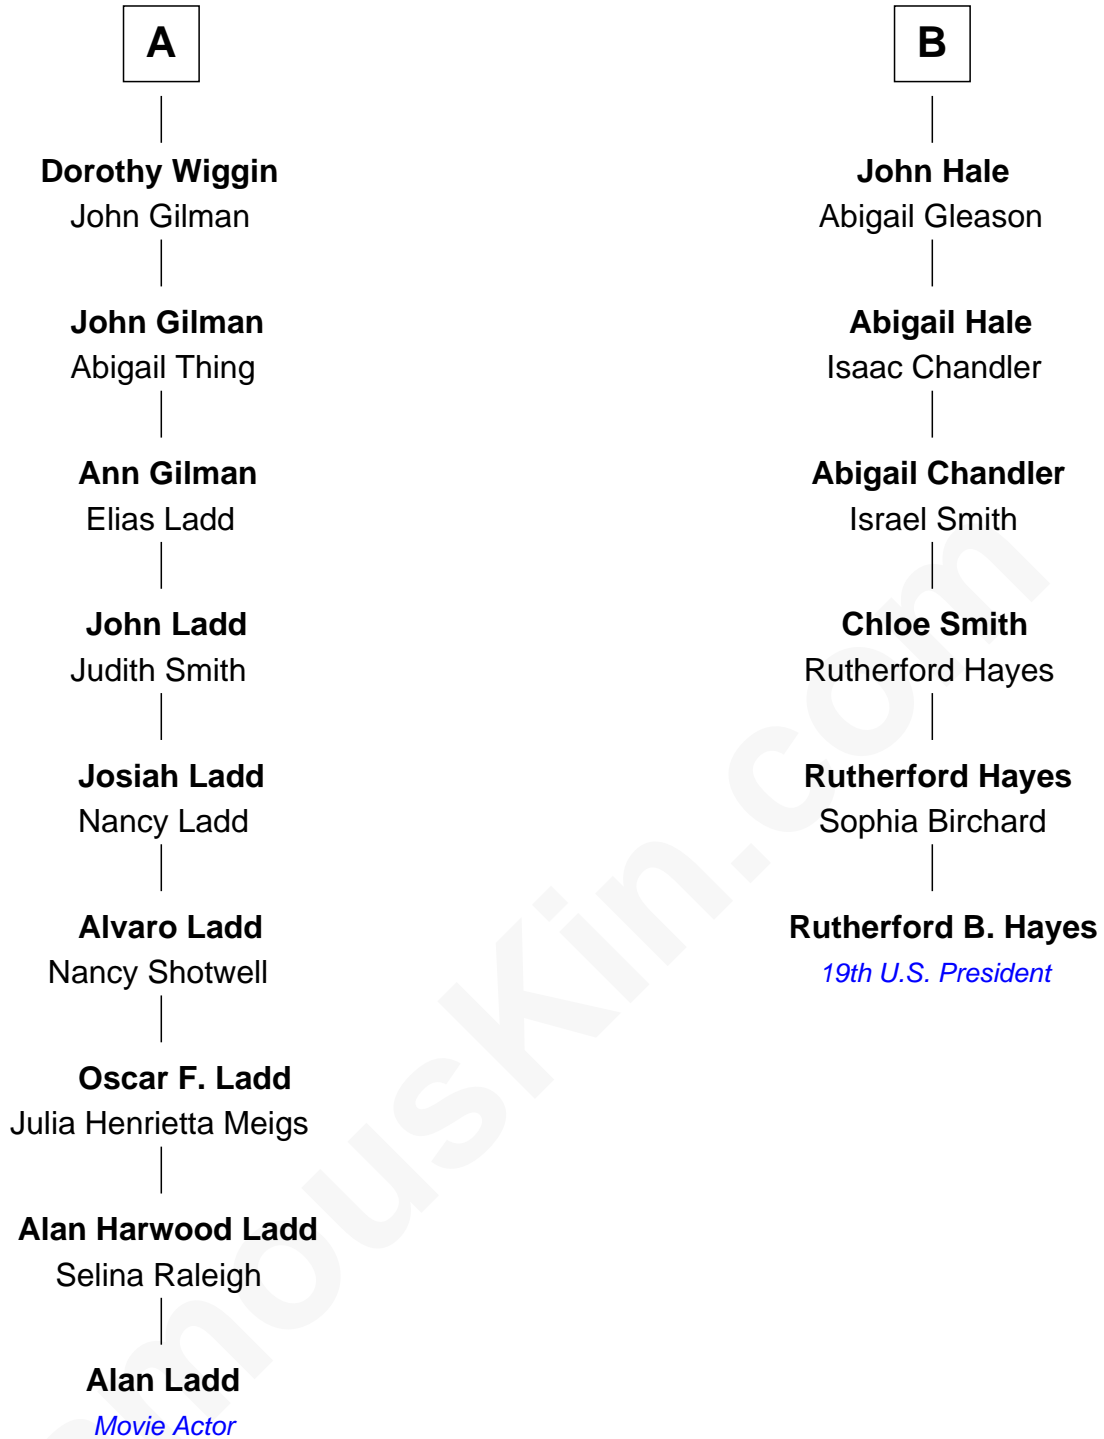 A
Dorothy Wiggin
John Gilman
John Gilman
Abigail Thing
Ann Gilman
Elias Ladd
John Ladd
Judith Smith
Josiah Ladd
Nancy Ladd
Alvaro Ladd
Nancy Shotwell
Oscar F. Ladd
Julia Henrietta Meigs
Alan Harwood Ladd
Selina Raleigh
Alan Ladd
Movie Actor
B
John Hale
Abigail Gleason
Abigail Hale
Isaac Chandler
Abigail Chandler
Israel Smith
Chloe Smith
Rutherford Hayes
Rutherford Hayes
Sophia Birchard
Rutherford B. Hayes
19th U.S. President
mousKin.com